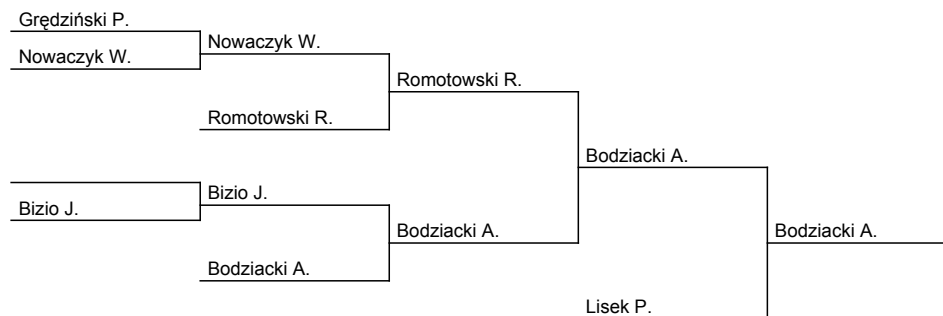 Grędziński P.
Nowaczyk W.
Nowaczyk W.
Romotowski R.
Romotowski R.
Bodziacki A.
Bizio J.
Bizio J.
Bodziacki A.
Bodziacki A.
Bodziacki A.
Lisek P.